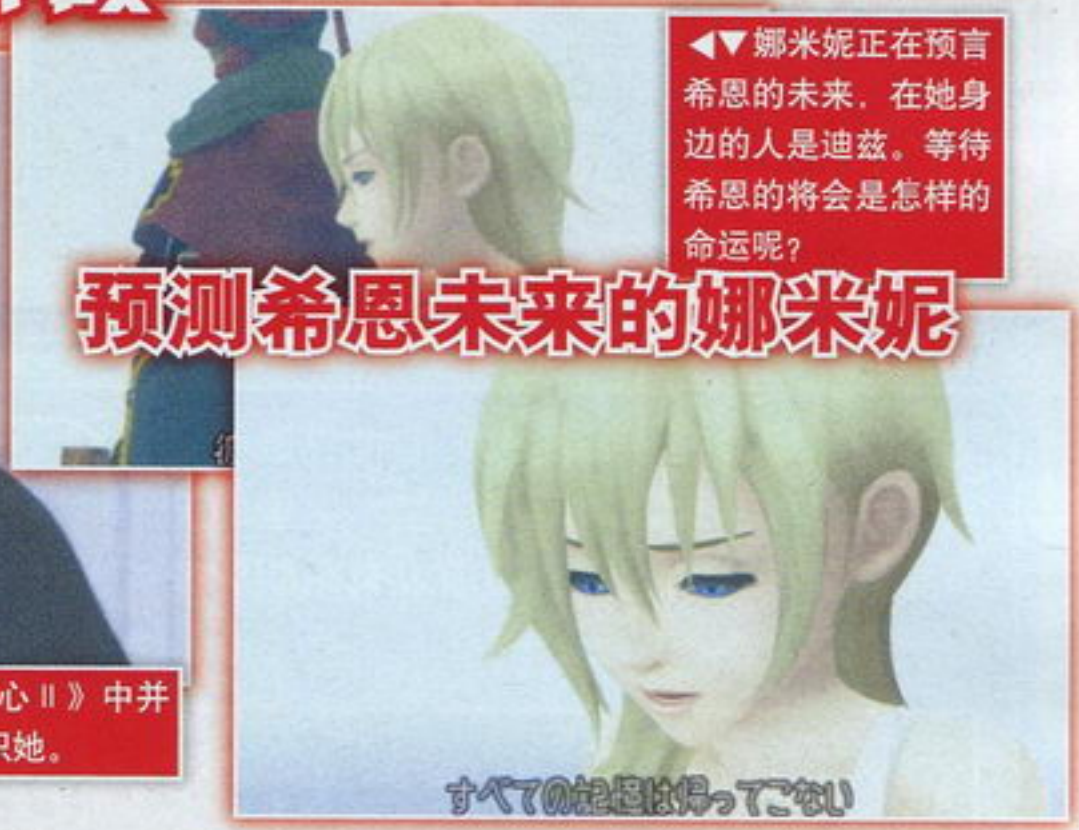 ◀▼娜米妮正在预言
希恩的未来，在她身
边的人是迪兹。等待
希恩的将会是怎样的
命运呢？
预测希恩未来的娜米妮
心Ⅱ》中并
她。
すべての記憶は帰ってこない